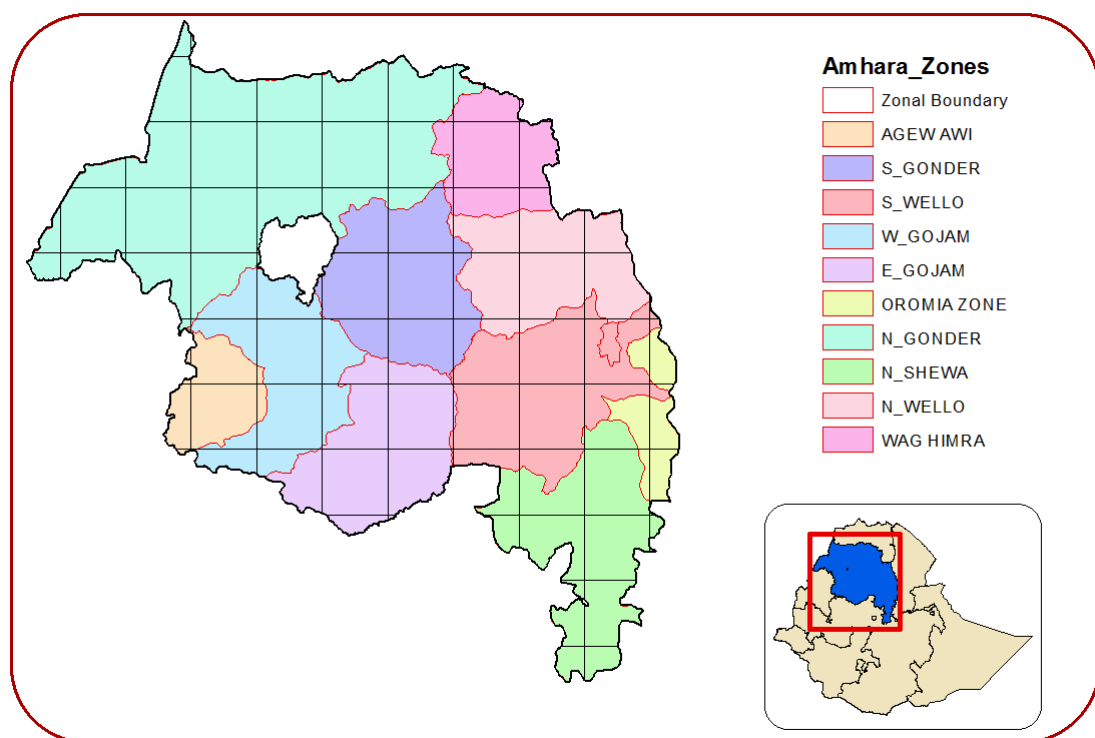 Amhara_Zones
Zonal Boundary
AGEW AWI
S_GONDER
S_WELLO
W_GOJAM
E_GOJAM
OROMIA ZONE
N_GONDER
N_SHEWA
N_WELLO
WAG HIMRA